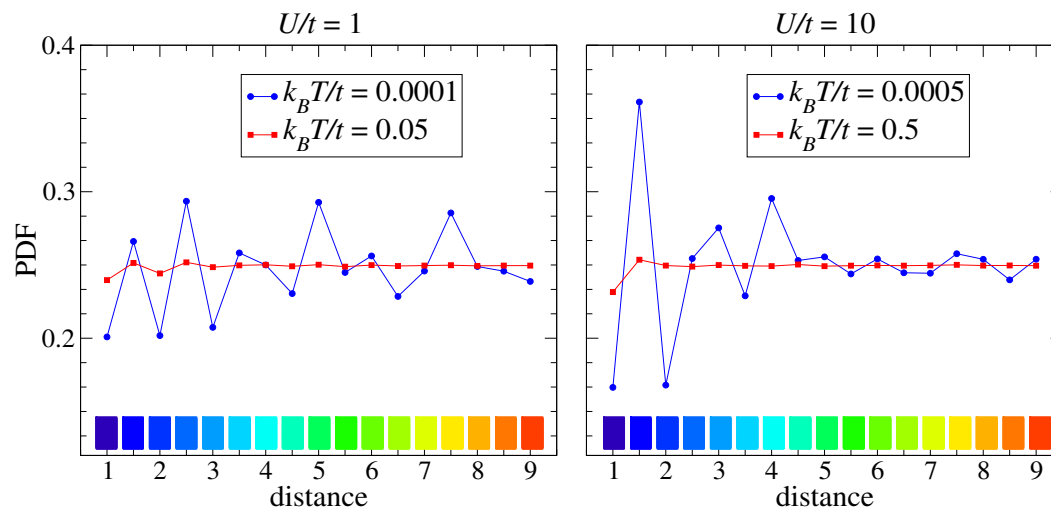 U/t = 1
U/t = 10
0.4
0.3
0.2
PDF
k_BT/t = 0.0001
k_BT/t = 0.05
k_BT/t = 0.0005
k_BT/t = 0.5
1 2 3 4 5 6 7 8 9
1 2 3 4 5 6 7 8 9
distance
distance